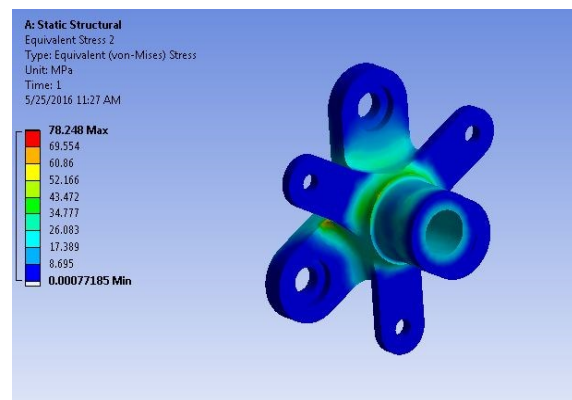 A: Static Structural
Equivalent Stress 2
Type: Equivalent (von-Mises) Stress
Unit: MPa
Time: 1
5/25/2016 11:27 AM
78.248 Max
69.554
60.86
52.166
43.472
34.777
26.083
17.389
8.695
0.00077185 Min